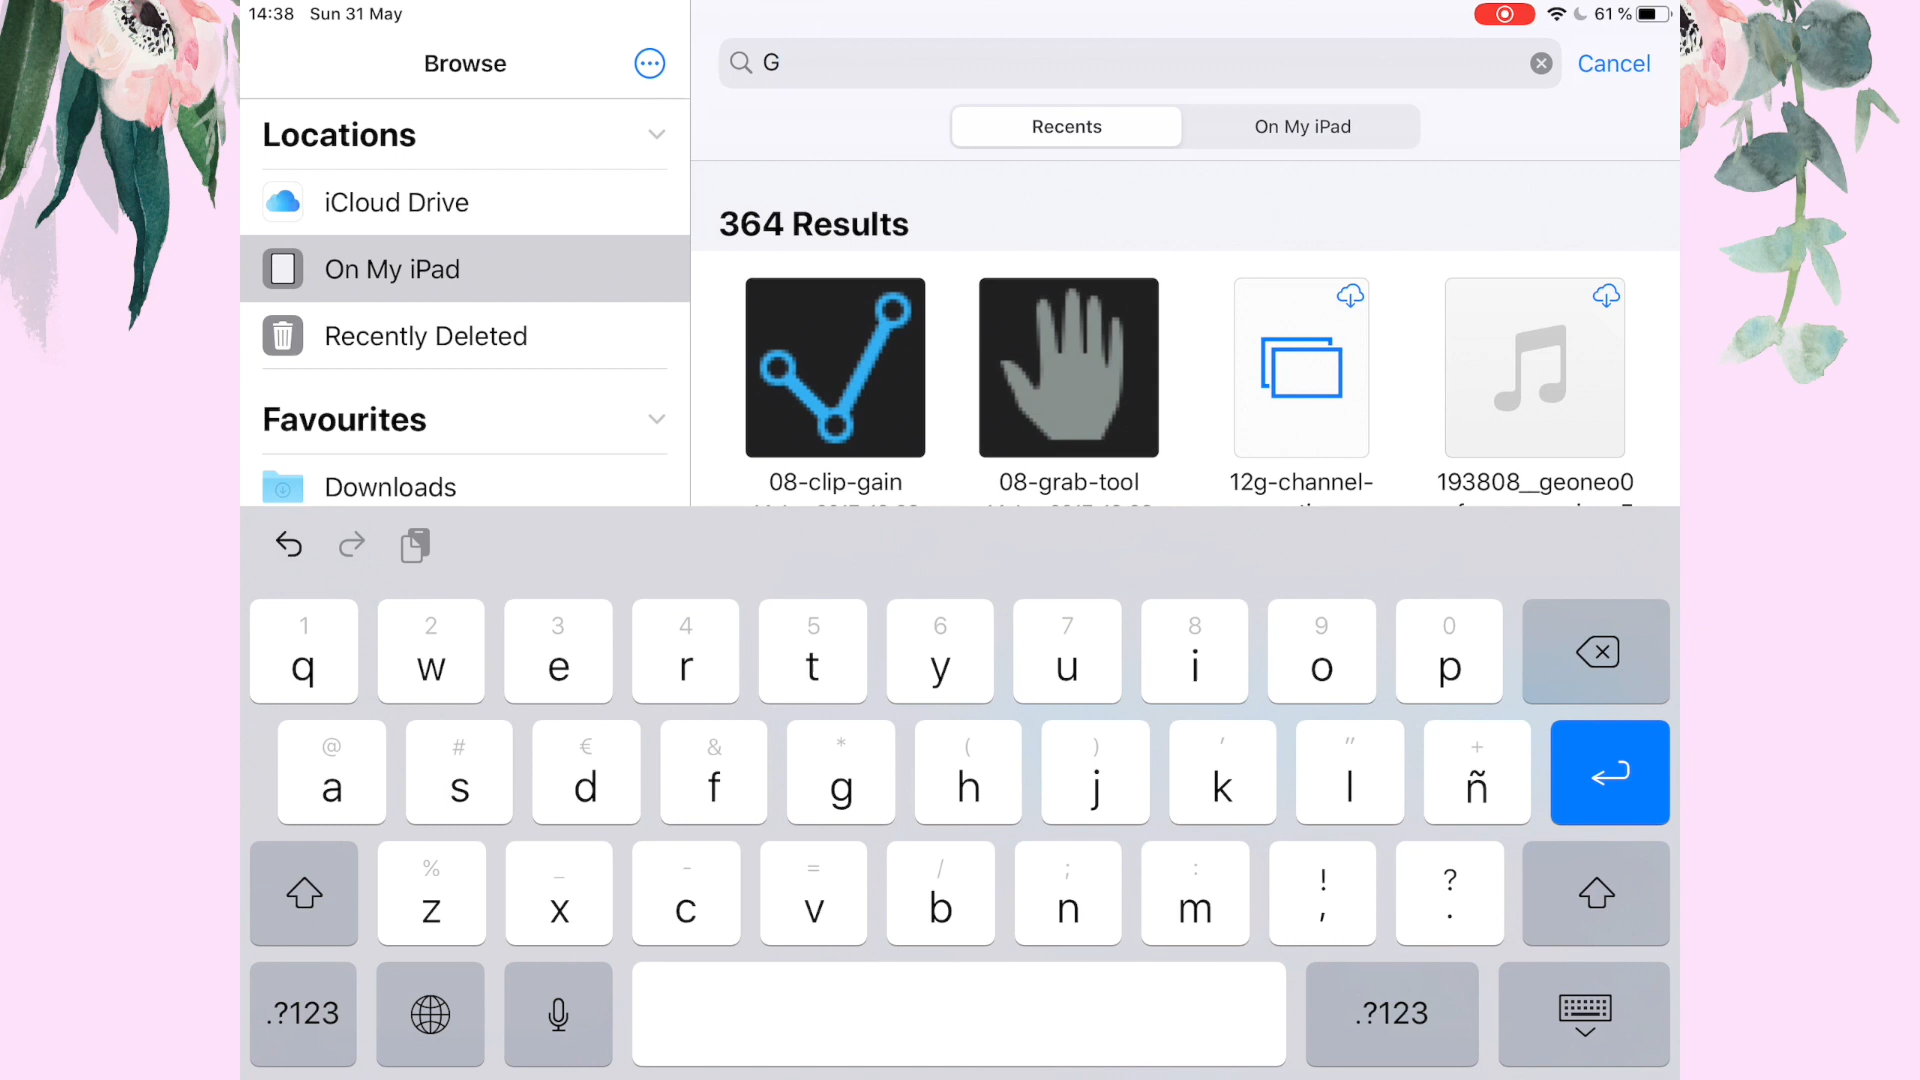 14:38 Sun 31 May
61 %
Browse
G
Cancel
Locations
Recents
On My iPad
iCloud Drive
364 Results
On My iPad
Recently Deleted
Favourites
08-clip-gain
08-grab-tool
12g-channel-
193808__geoneo0
Downloads
1 2 3 4 5 6 7 8 9 0
q w e r t y u i o p
@ # € & * ( ) ' " +
a s d f g h j k l ñ
% _ - = / ; : ! ?
z x c v b n m , .
.?123
.?123